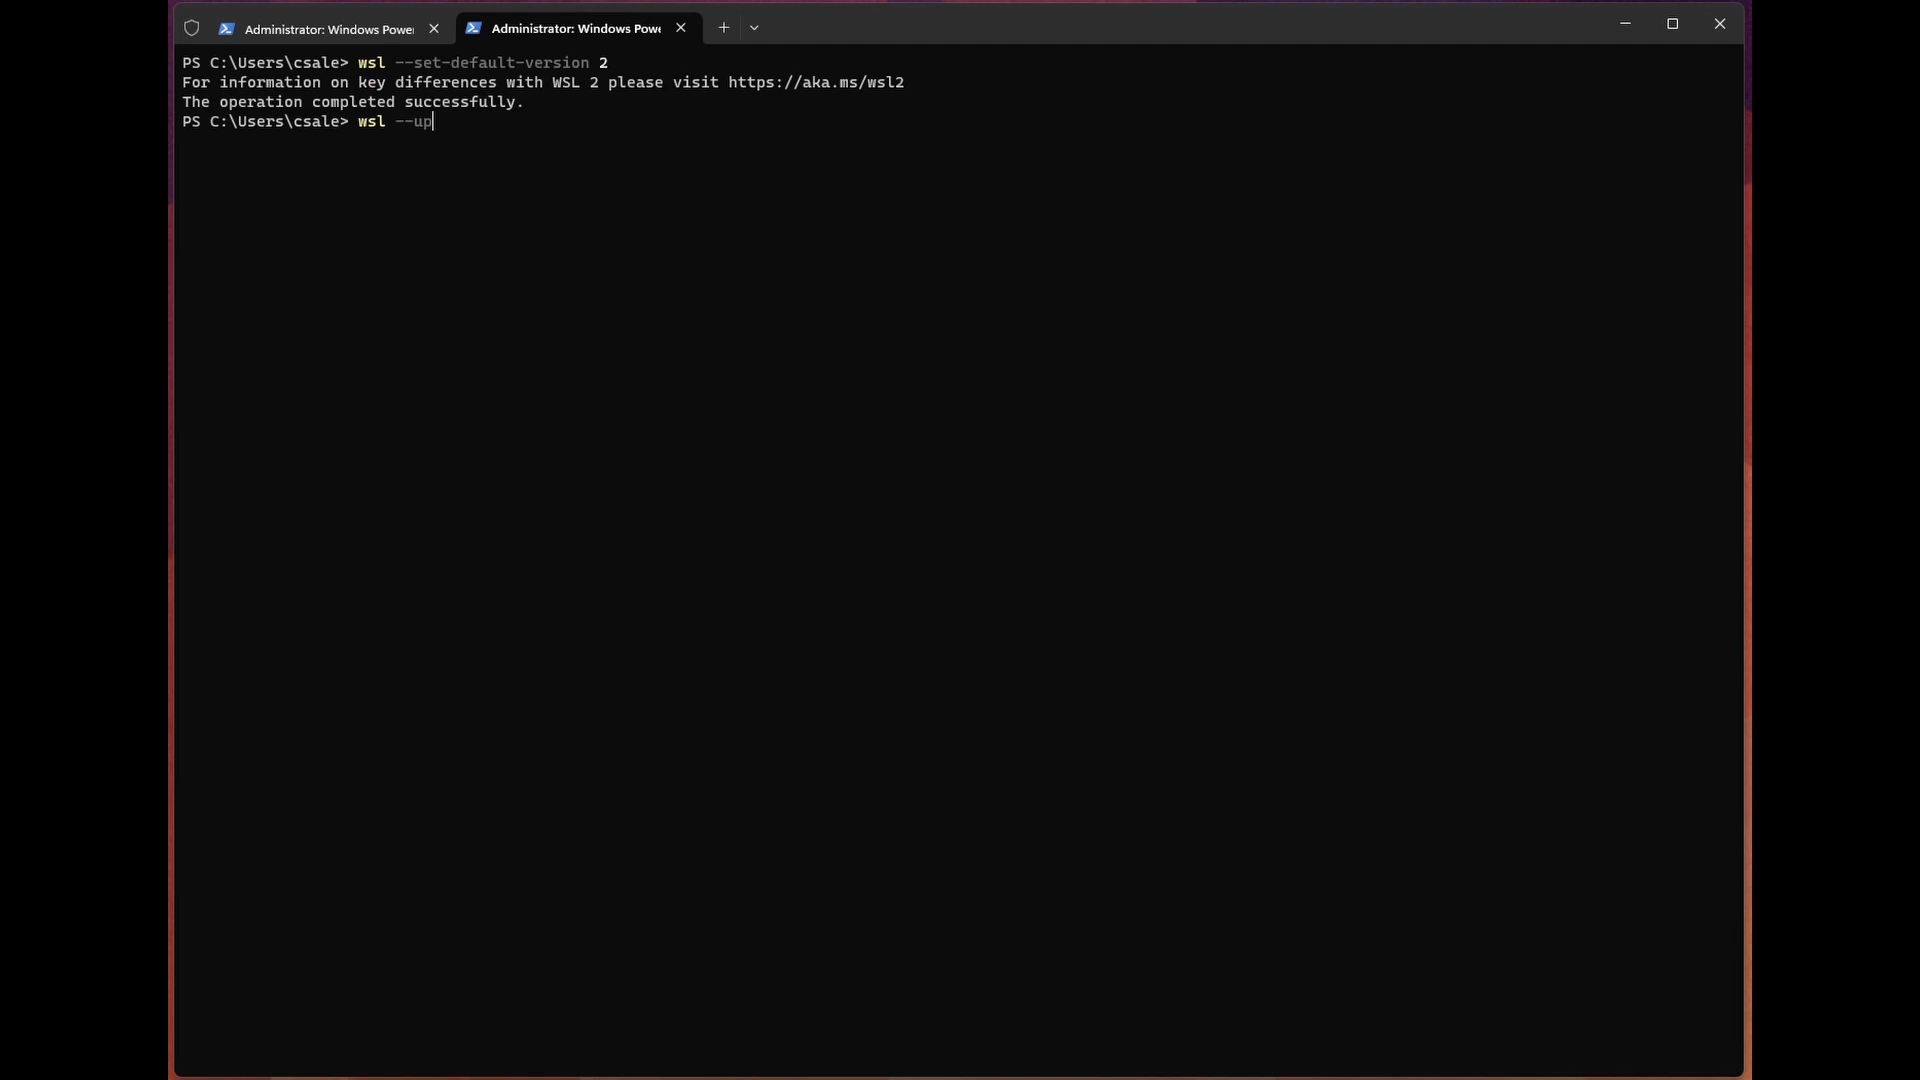 Administrator: Windows Power
Administrator: Windows Powe
PS C:\Users\csale> wsl --set-default-version 2
For information on key differences with WSL 2 please visit https://aka.ms/wsl2
The operation completed successfully.
PS C:\Users\csale> wsl --up